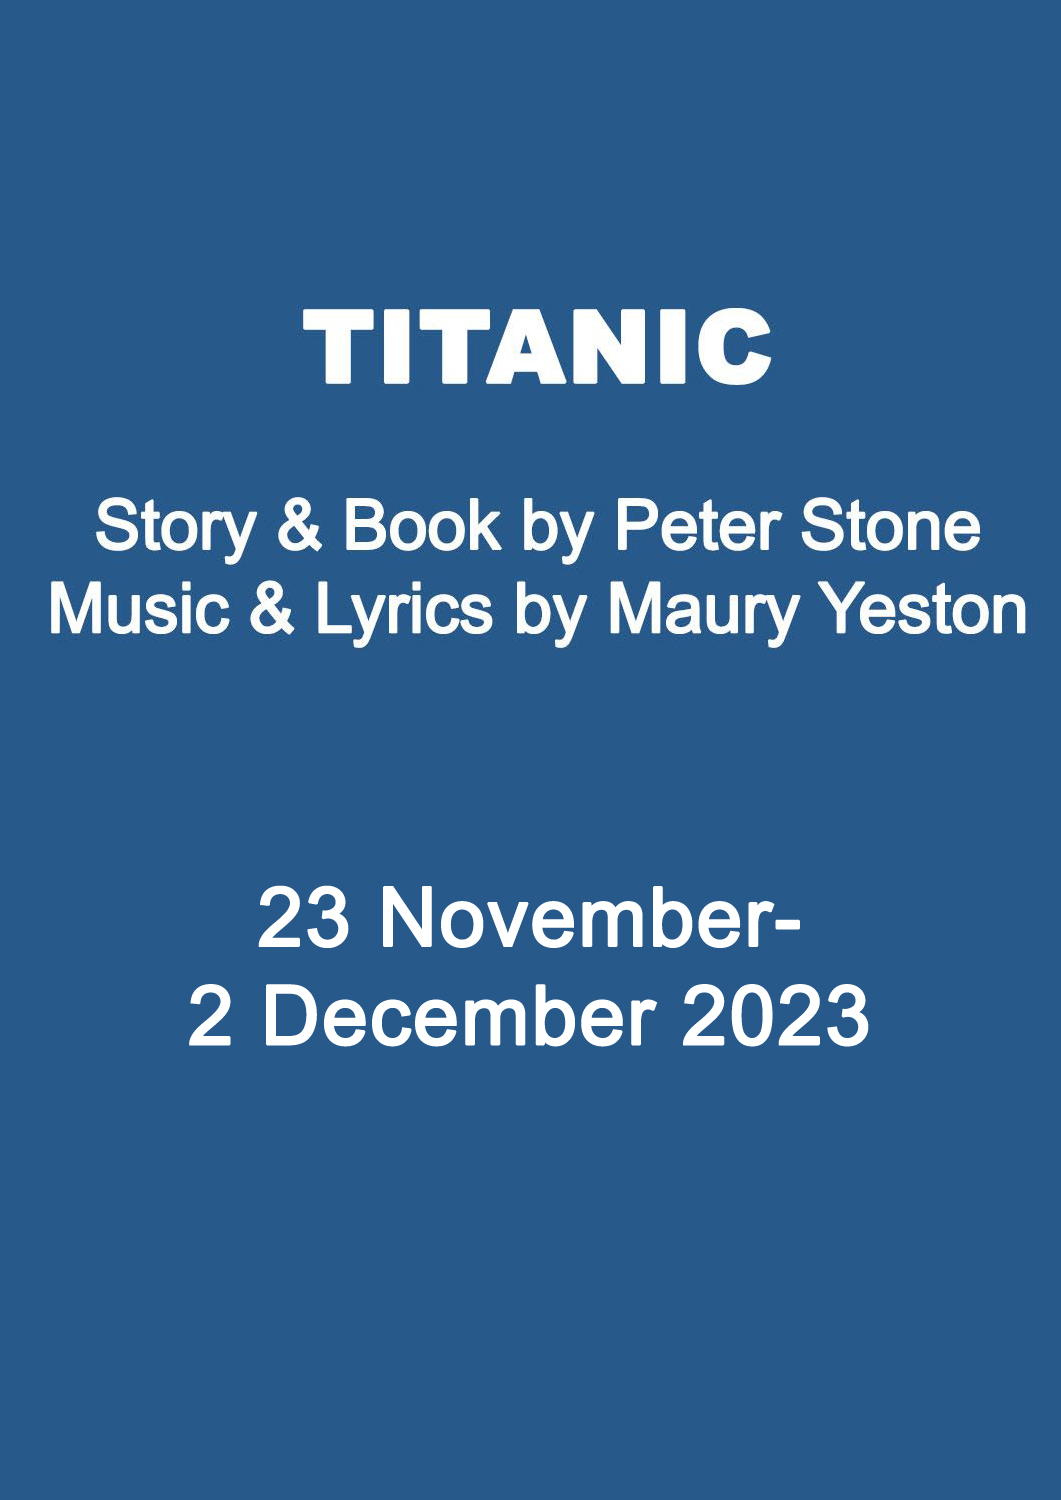 TITANIC
Story & Book by Peter Stone
Music & Lyrics by Maury Yeston
23 November-
2 December 2023